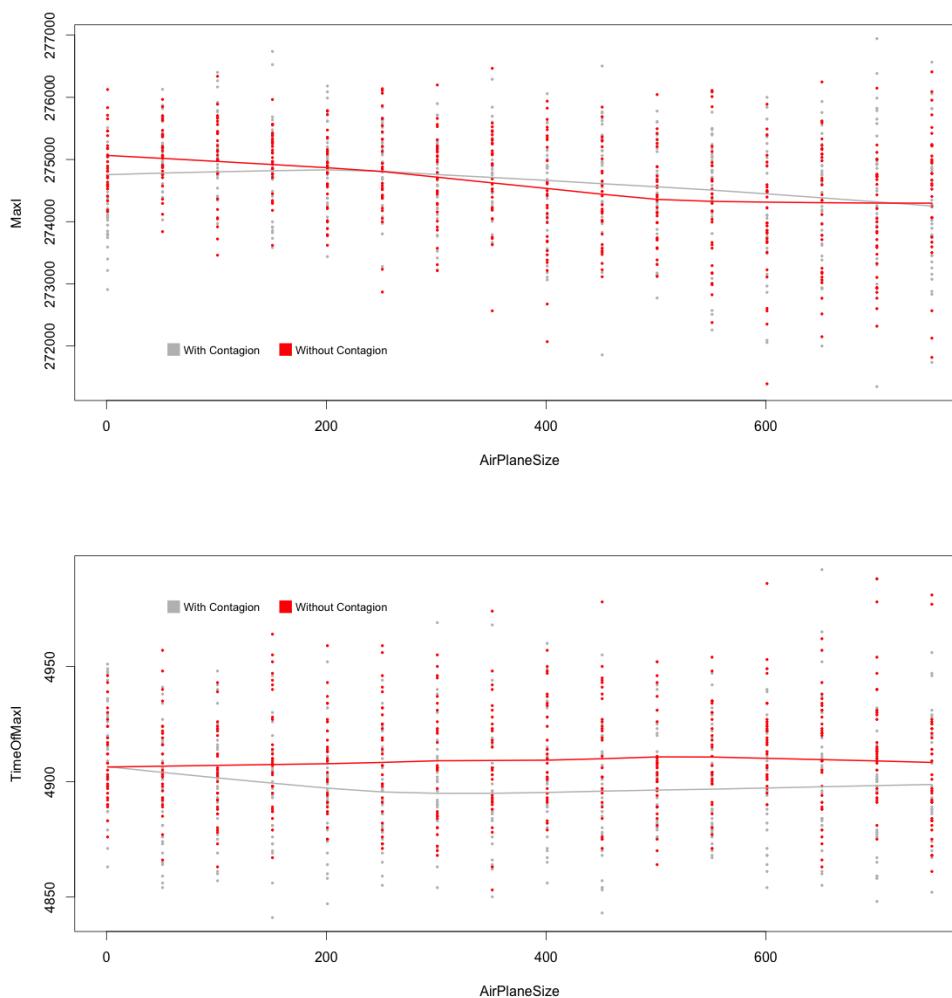 277000
276000
275000
274000
273000
272000
MaxI
With Contagion
Without Contagion
0
200
400
600
AirPlaneSize
With Contagion
Without Contagion
4950
4900
4850
TimeOfMaxI
0
200
400
600
AirPlaneSize